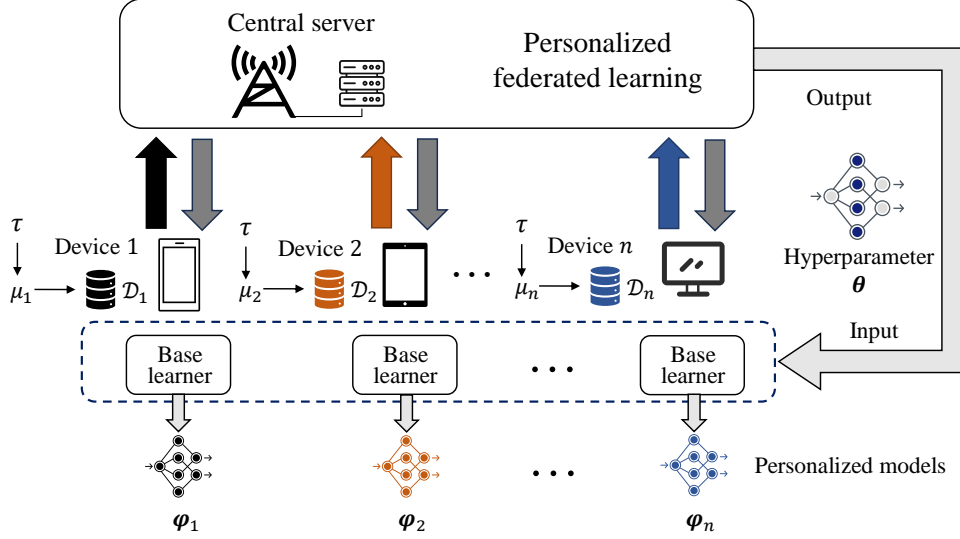 Central server
Personalized
federated learning
Output
τ
Device 1
μ₁
𝒟₁
τ
Device 2
μ₂
𝒟₂
...
τ
Device n
μₙ
𝒟ₙ
Hyperparameter
θ
Input
Base
learner
Base
learner
...
Base
learner
...
Personalized models
φ₁
φ₂
φₙ